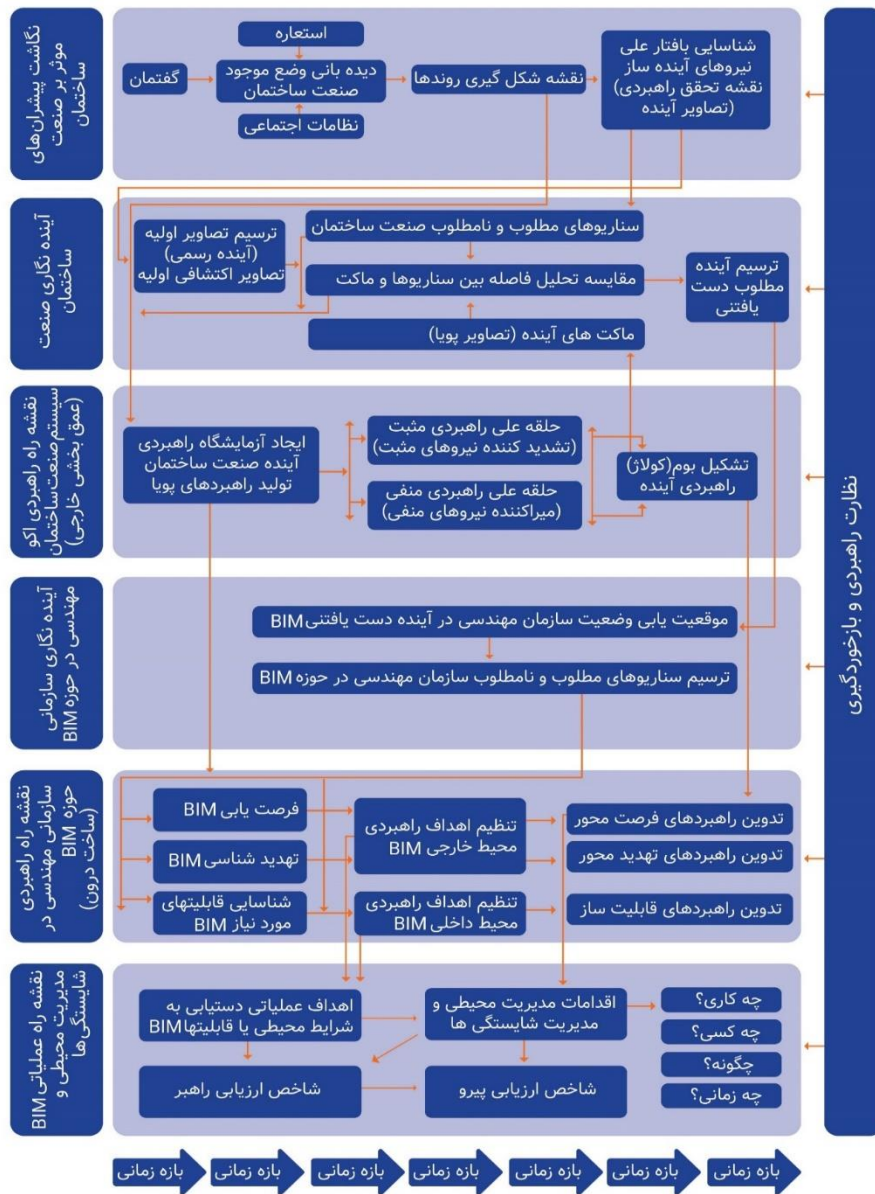 نگاشت پیشران‌های
موثر بر صنعت
ساختمان
استعاره
گفتمان
دیده بانی وضع موجود
صنعت ساختمان
نظامات اجتماعی
نقشه شکل گیری روندها
شناسایی بافتار علی
نیروهای آینده ساز
نقشه تحقق راهبردی)
(تصاویر آینده
آینده نگاری صنعت
ساختمان
ترسیم تصاویر اولیه
(آینده رسمی)
تصاویر اکتشافی اولیه
سناریوهای مطلوب و نامطلوب صنعت ساختمان
مقایسه تحلیل فاصله بین سناریوها و ماکت
ماکت های آینده (تصاویر پویا)
ترسیم آینده
مطلوب دست
یافتنی
نقشه راه راهبردی اکو
سیستم صنعت ساختمان
(عمق بخشی خارجی)
ایجاد آزمایشگاه راهبردی
آینده صنعت ساختمان
تولید راهبردهای پویا
حلقه علی راهبردی مثبت
(تشدید کننده نیروهای مثبت)
حلقه علی راهبردی منفی
(میراکننده نیروهای منفی)
تشکیل بوم(کولاژ)
راهبردی آینده
آینده نگاری سازمانی
مهندسی در حوزه BIM
موقعیت یابی وضعیت سازمان مهندسی در آینده دست یافتنی BIM
ترسیم سناریوهای مطلوب و نامطلوب سازمان مهندسی در حوزه BIM
نقشه راه راهبردی
سازمانی مهندسی در
حوزه BIM
(ساخت درون)
فرصت یابی BIM
تهدید شناسی BIM
شناسایی قابلیتهای
مورد نیاز BIM
تنظیم اهداف راهبردی
محیط خارجی BIM
تنظیم اهداف راهبردی
محیط داخلی BIM
تدوین راهبردهای فرصت محور
تدوین راهبردهای تهدید محور
تدوین راهبردهای قابلیت ساز
نقشه راه عملیاتی BIM
مدیریت محیطی و
شایستگی‌ها
اهداف عملیاتی دستیابی به
شرایط محیطی یا قابلیتها BIM
اقدامات مدیریت محیطی و
مدیریت شایستگی ها
شاخص ارزیابی راهبر
شاخص ارزیابی پیرو
چه کاری؟
چه کسی؟
چگونه؟
چه زمانی؟
نظارت راهبردی و بازخوردگیری
بازه زمانی
بازه زمانی
بازه زمانی
بازه زمانی
بازه زمانی
بازه زمانی
بازه زمانی